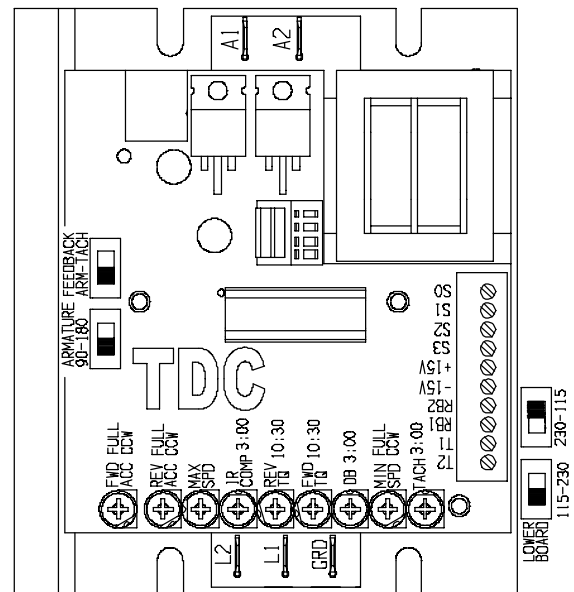 A1
A2
ARMATURE FEEDBACK
90-180 ARM-TACH
TDC
S0
S1
S2
S3
+15V
-15V
RB2
RB1
T1
T2
FWD FULL
ACC CCW
REV FULL
ACC CCW
MAX
SPD
IR
COMP 3:00
REV 10:30
TQ
FWD 10:30
TQ
DB 3:00
MIN FULL
SPD CCW
TACH 3:00
230-115
115-230
LOWER
BOARD
L2
L1
GRD